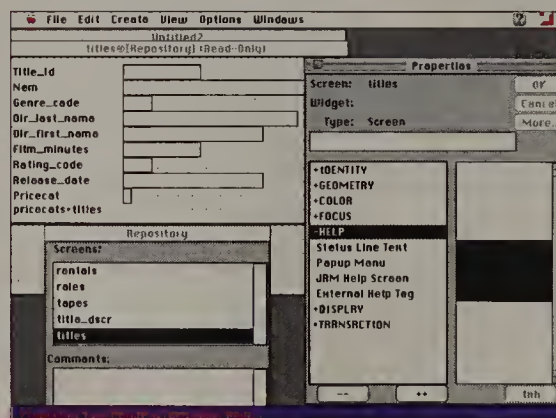 File Edit Create View Options Windows
Untitled2
titles@[Repository] :Read-Only:
Title_id
Nem
Genre_code
Dir_last_name
Dir_first_name
Film_minutes
Rating_code
Release_date
Pricecat
pricecats+titles
Repository
Screens:
rentals
roles
tapes
title_dscr
titles
Comments:
Properties
Screen: titles
Widget:
Type: Screen
Cancel
More..
+IDENTITY
+GEOMETRY
+COLOR
+FOCUS
-HELP
Status Line Text
Popup Menu
JAM Help Screen
External Help Tag
+DISPLAY
+TRANSACTION
--
++